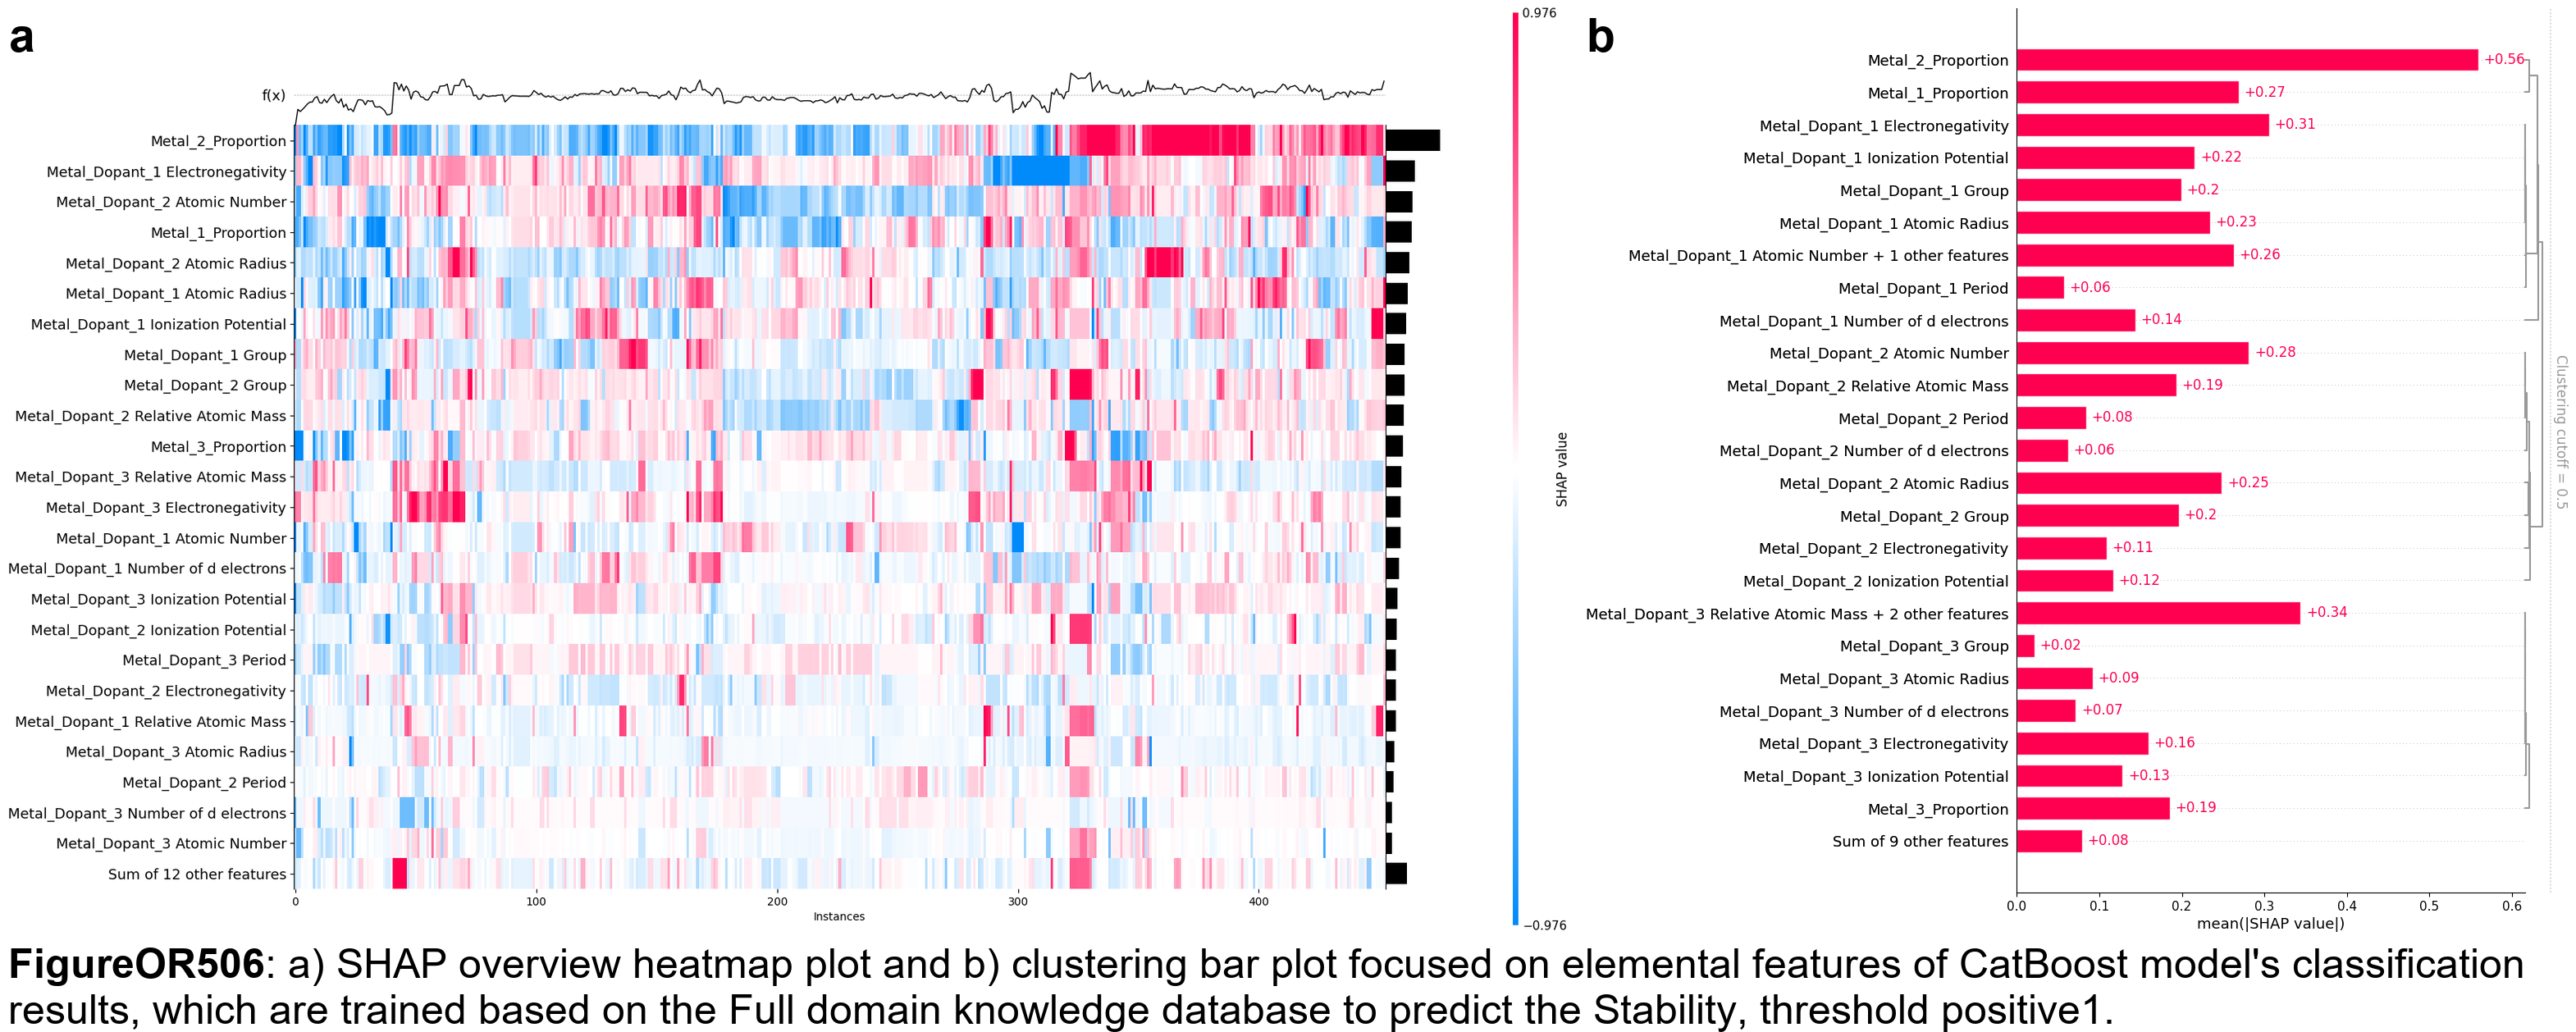 a
f(x)
Metal_2_Proportion
Metal_Dopant_1 Electronegativity
Metal_Dopant_2 Atomic Number
Metal_1_Proportion
Metal_Dopant_2 Atomic Radius
Metal_Dopant_1 Atomic Radius
Metal_Dopant_1 Ionization Potential
Metal_Dopant_1 Group
Metal_Dopant_2 Group
Metal_Dopant_2 Relative Atomic Mass
Metal_3_Proportion
Metal_Dopant_3 Relative Atomic Mass
Metal_Dopant_3 Electronegativity
Metal_Dopant_1 Atomic Number
Metal_Dopant_1 Number of d electrons
Metal_Dopant_3 Ionization Potential
Metal_Dopant_2 Ionization Potential
Metal_Dopant_3 Period
Metal_Dopant_2 Electronegativity
Metal_Dopant_1 Relative Atomic Mass
Metal_Dopant_3 Atomic Radius
Metal_Dopant_2 Period
Metal_Dopant_3 Number of d electrons
Metal_Dopant_3 Atomic Number
Sum of 12 other features
0 100 200 300 400
Instances
0.976
SHAP value
−0.976
b
Metal_2_Proportion +0.56
Metal_1_Proportion +0.27
Metal_Dopant_1 Electronegativity +0.31
Metal_Dopant_1 Ionization Potential +0.22
Metal_Dopant_1 Group +0.2
Metal_Dopant_1 Atomic Radius +0.23
Metal_Dopant_1 Atomic Number + 1 other features +0.26
Metal_Dopant_1 Period +0.06
Metal_Dopant_1 Number of d electrons +0.14
Metal_Dopant_2 Atomic Number +0.28
Metal_Dopant_2 Relative Atomic Mass +0.19
Metal_Dopant_2 Period +0.08
Metal_Dopant_2 Number of d electrons +0.06
Metal_Dopant_2 Atomic Radius +0.25
Metal_Dopant_2 Group +0.2
Metal_Dopant_2 Electronegativity +0.11
Metal_Dopant_2 Ionization Potential +0.12
Metal_Dopant_3 Relative Atomic Mass + 2 other features +0.34
Metal_Dopant_3 Group +0.02
Metal_Dopant_3 Atomic Radius +0.09
Metal_Dopant_3 Number of d electrons +0.07
Metal_Dopant_3 Electronegativity +0.16
Metal_Dopant_3 Ionization Potential +0.13
Metal_3_Proportion +0.19
Sum of 9 other features +0.08
0.0 0.1 0.2 0.3 0.4 0.5 0.6
mean(|SHAP value|)
Clustering cutoff = 0.5
FigureOR506: a) SHAP overview heatmap plot and b) clustering bar plot focused on elemental features of CatBoost model's classification
results, which are trained based on the Full domain knowledge database to predict the Stability, threshold positive1.